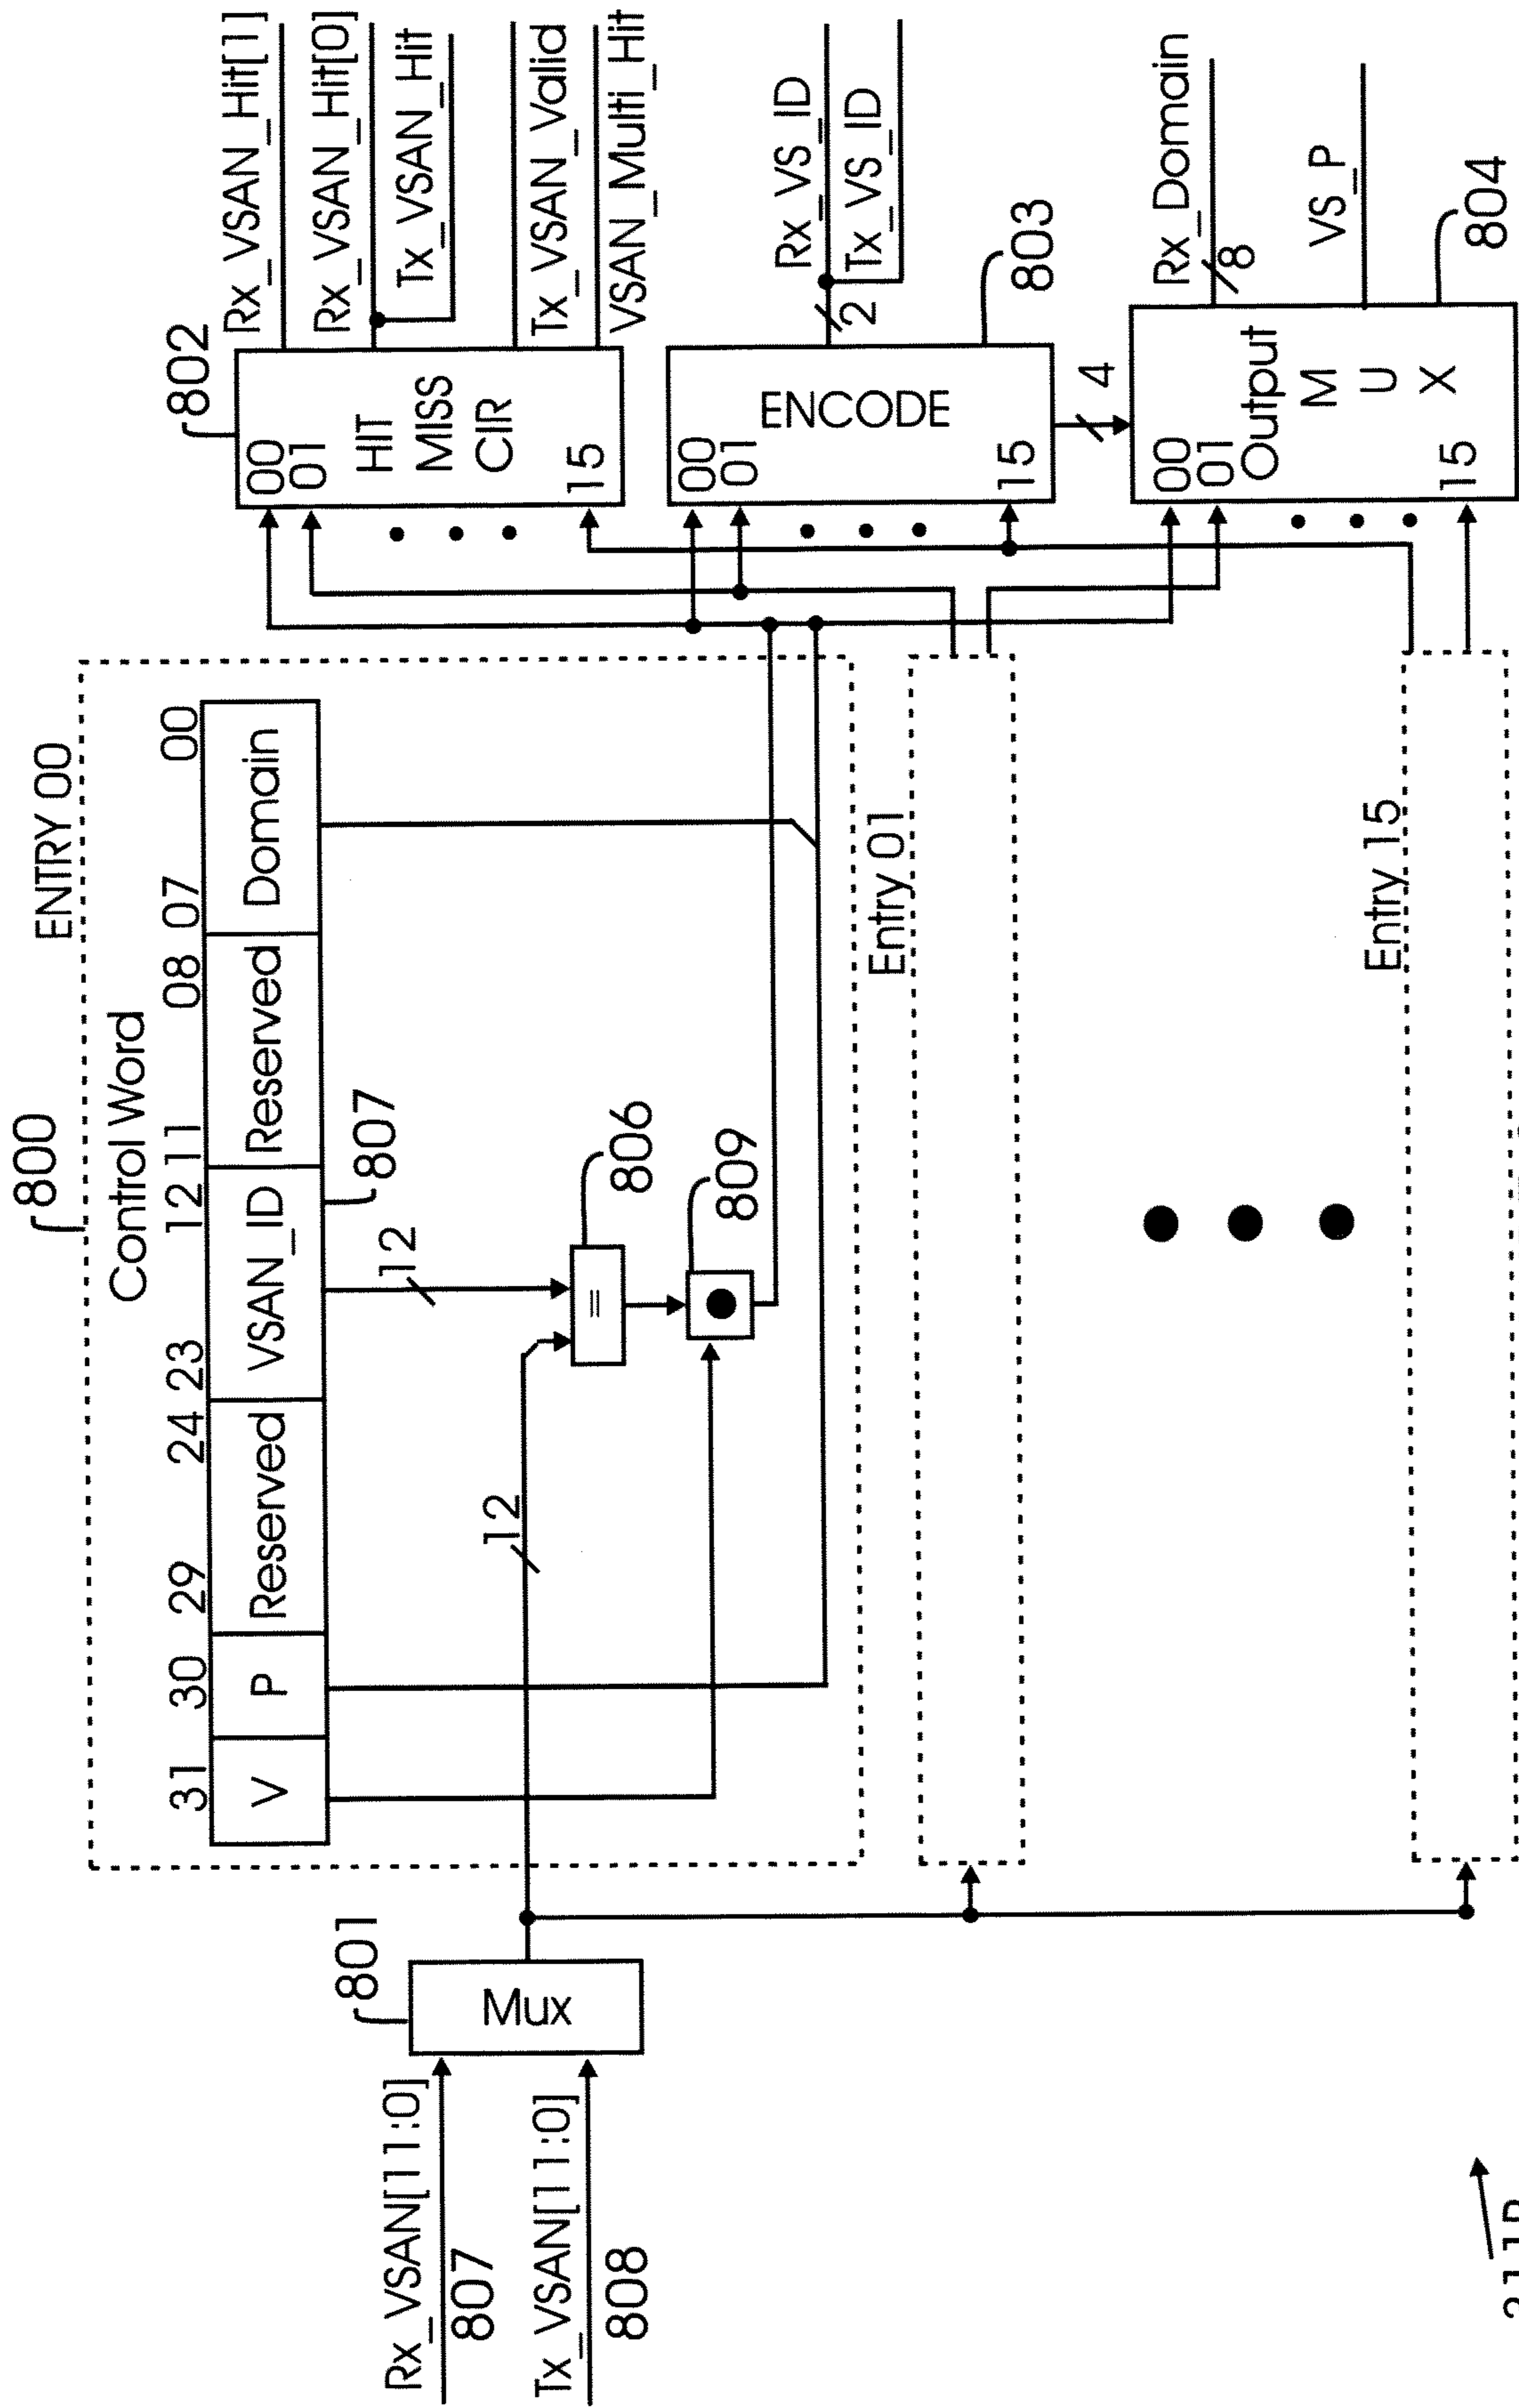 800
ENTRY 00
Control Word
31
30
29
24
23
12
11
08
07
00
V
P
Reserved
VSAN_ID
Reserved
Domain
807
12
12
=
806
809
801
Mux
Rx_VSAN[11:0]
807
Tx_VSAN[11:0]
808
Entry 01
Entry 15
802
00
01
HIT
MISS
CIR
15
Rx_VSAN_Hit[1]
Rx_VSAN_Hit[0]
Tx_VSAN_Hit
Tx_VSAN_Valid
VSAN_Multi_Hit
00
01
ENCODE
15
2
Rx_VS_ID
Tx_VS_ID
803
4
00
01
Output
M
U
X
15
Rx_Domain
8
VS_P
804